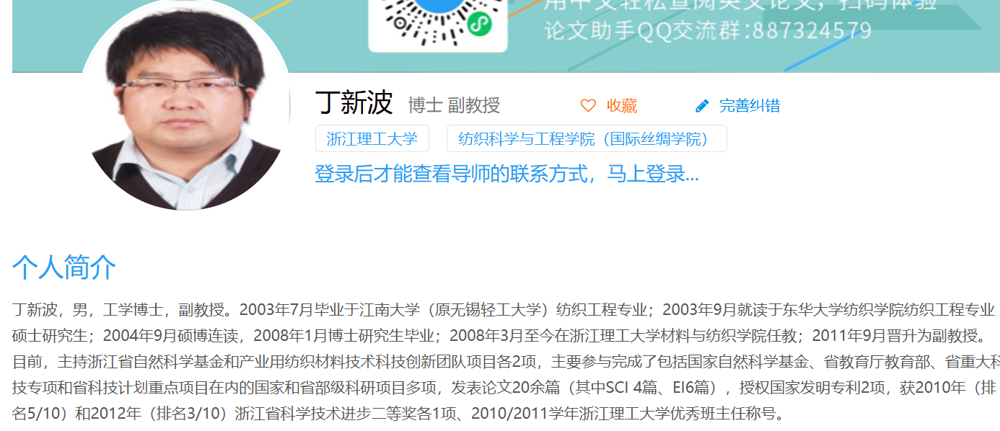 用中文轻松查阅英文论文，扫码体验
论文助手QQ交流群:887324579
丁新波 博士 副教授 收藏 完善纠错
浙江理工大学 纺织科学与工程学院（国际丝绸学院）
登录后才能查看导师的联系方式，马上登录...
个人简介
丁新波，男，工学博士，副教授。2003年7月毕业于江南大学（原无锡轻工大学）纺织工程专业；2003年9月就读于东华大学纺织学院纺织工程专业
硕士研究生；2004年9月硕博连读，2008年1月博士研究生毕业；2008年3月至今在浙江理工大学材料与纺织学院任教；2011年9月晋升为副教授。
目前，主持浙江省自然科学基金和产业用纺织材料技术科技创新团队项目各2项，主要参与完成了包括国家自然科学基金、省教育厅教育部、省重大科
技专项和省科技计划重点项目在内的国家和省部级科研项目多项，发表论文20余篇（其中SCI 4篇、EI6篇），授权国家发明专利2项，获2010年（排
名5/10）和2012年（排名3/10）浙江省科学技术进步二等奖各1项、2010/2011学年浙江理工大学优秀班主任称号。